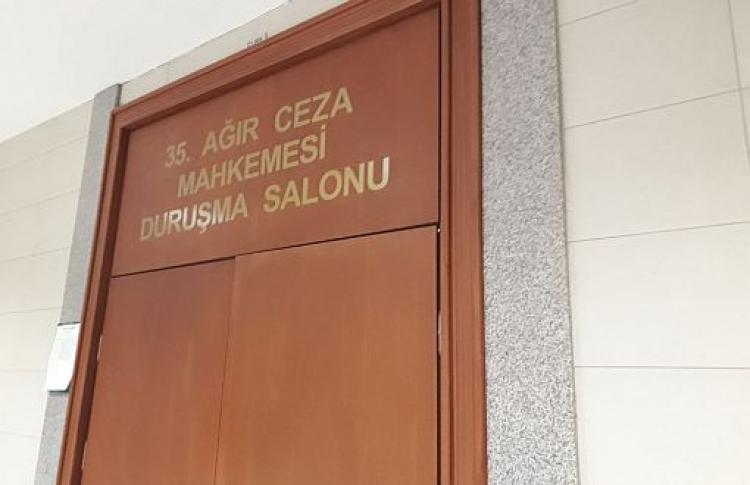 35. AĞIR CEZA
MAHKEMESİ
DURUŞMA SALONU